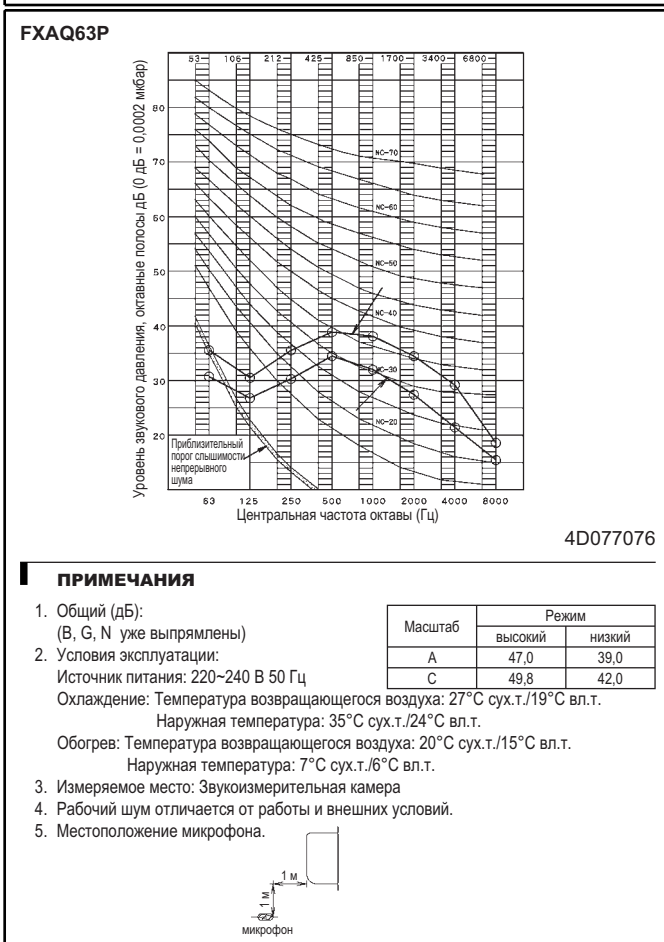 FXAQ63P
53 106 212 425 850 1700 3400 6800
Уровень звукового давления, октавные полосы дБ (0 дБ = 0,0002 мкбар)
80
70
60
50
40
30
20
NC-70
NC-60
NC-50
NC-40
NC-30
NC-20
Приблизительный
порог слышимости
непрерывного
шума
63 125 250 500 1000 2000 4000 8000
Центральная частота октавы (Гц)
4D077076
ПРИМЕЧАНИЯ
1. Общий (дБ):
(B, G, N уже выпрямлены)
Масштаб Режим
высокий низкий
A 47,0 39,0
C 49,8 42,0
2. Условия эксплуатации:
Источник питания: 220~240 В 50 Гц
Охлаждение: Температура возвращающегося воздуха: 27°C сух.т./19°C вл.т.
Наружная температура: 35°C сух.т./24°C вл.т.
Обогрев: Температура возвращающегося воздуха: 20°C сух.т./15°C вл.т.
Наружная температура: 7°C сух.т./6°C вл.т.
3. Измеряемое место: Звукоизмерительная камера
4. Рабочий шум отличается от работы и внешних условий.
5. Местоположение микрофона.
1 м
1 м
микрофон